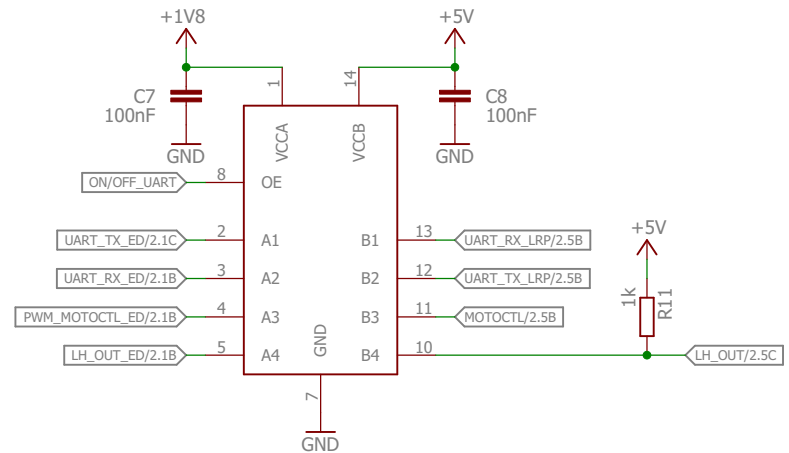 +1V8
+5V
C7
100nF
1
14
C8
100nF
GND
VCCA
VCCB
GND
ON/OFF_UART
8
OE
UART_TX_ED/2.1C
2
A1
B1
13
UART_RX_LRP/2.5B
+5V
UART_RX_ED/2.1B
3
A2
B2
12
UART_TX_LRP/2.5B
1k
R11
PWM_MOTOCTL_ED/2.1B
4
A3
B3
11
MOTOCTL/2.5B
GND
LH_OUT_ED/2.1B
5
A4
B4
10
LH_OUT/2.5C
7
GND